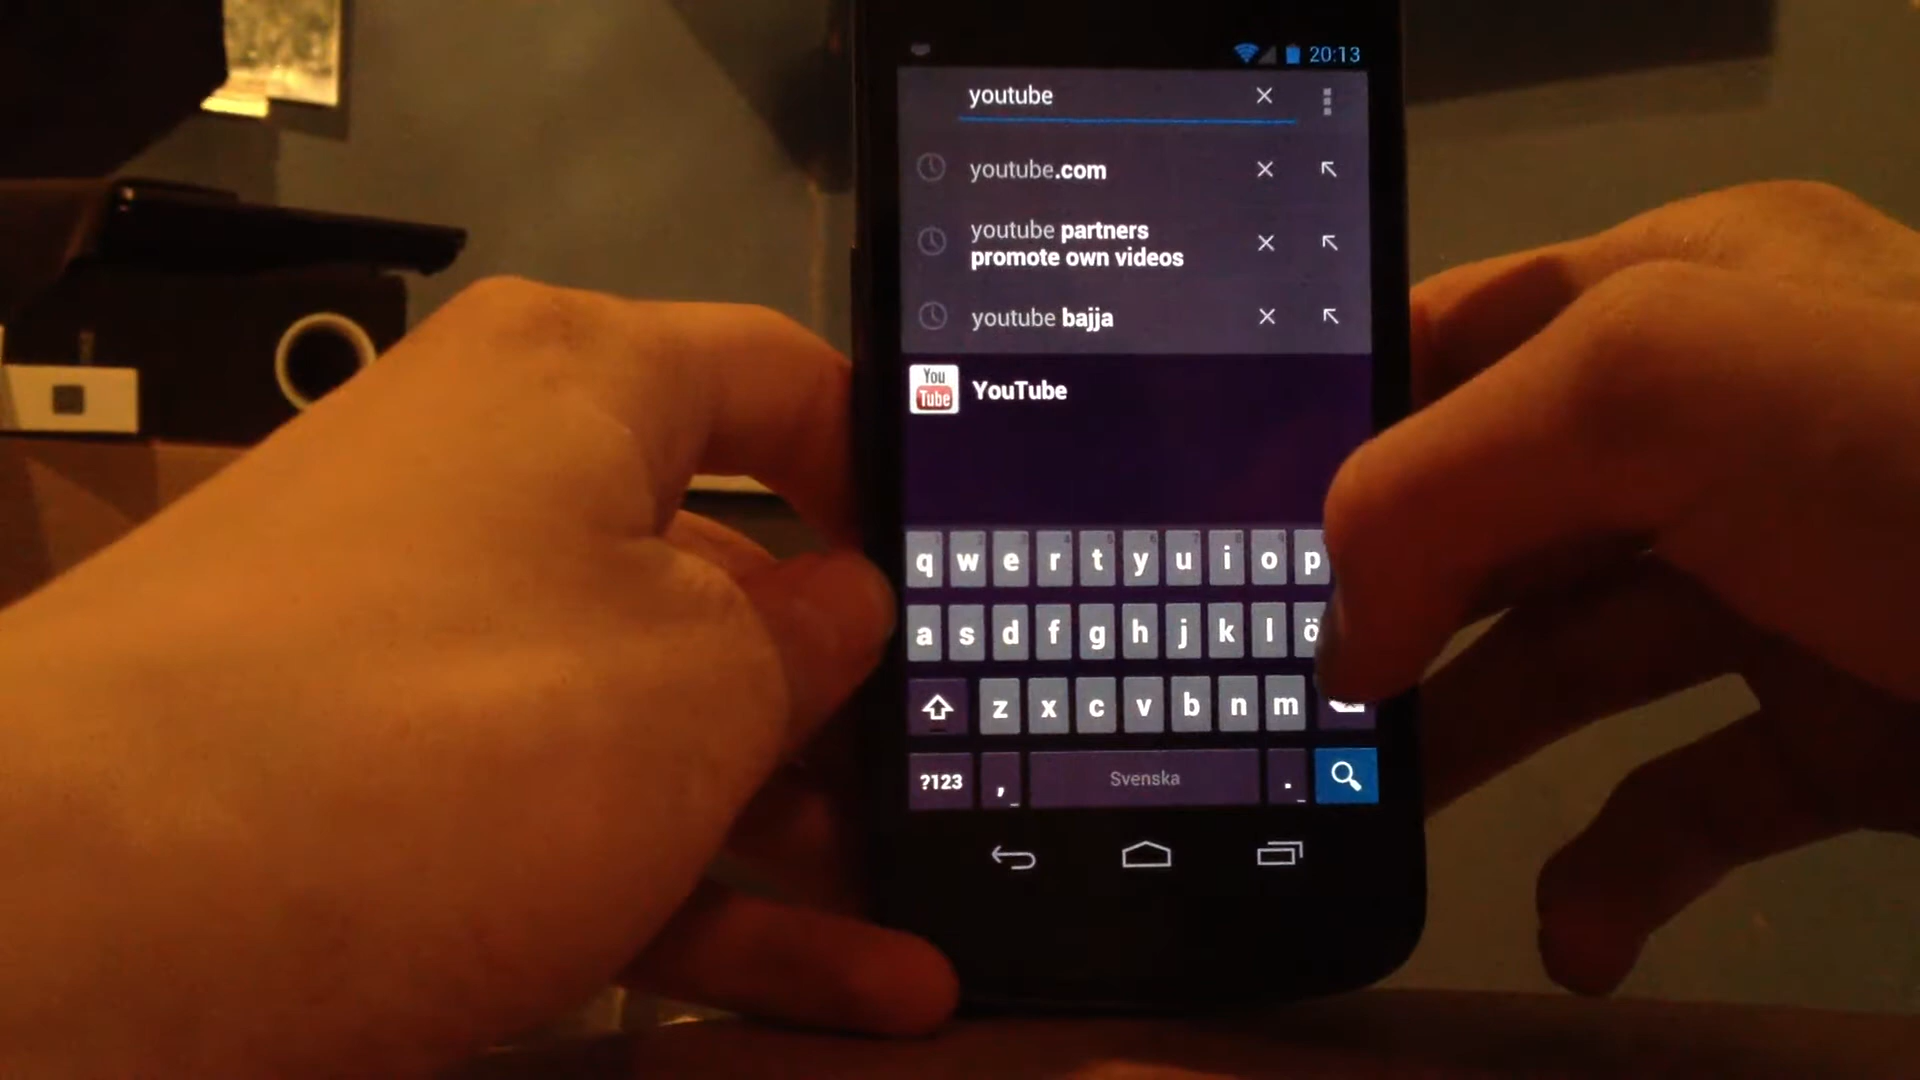 20:13
youtube
youtube.com
youtube partners
promote own videos
youtube bajja
You
Tube
YouTube
q w e r t y u i o p
a s d f g h j k l ö
z x c v b n m
?123 , Svenska .